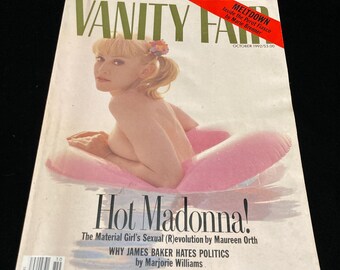 VANITY FAIR
MELTDOWN
OCTOBER 1992/
Hot Madonna!
The Material Girl's Sexual (R)evolution by Maureen Orth
WHY JAMES BAKER HATES POLITICS
by Marjorie Williams